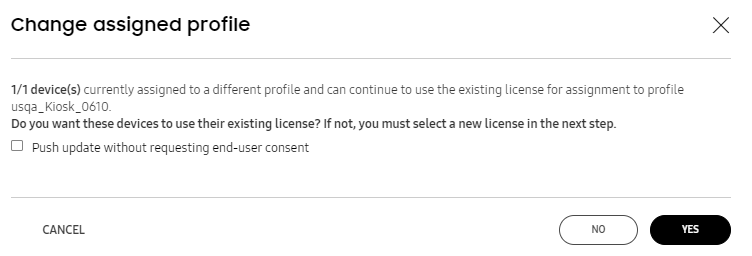 Change assigned profile
1/1 device(s) currently assigned to a different profile and can continue to use the existing license for assignment to profile
usqa_Kiosk_0610.
Do you want these devices to use their existing license? If not, you must select a new license in the next step.
Push update without requesting end-user consent
CANCEL
NO
YES